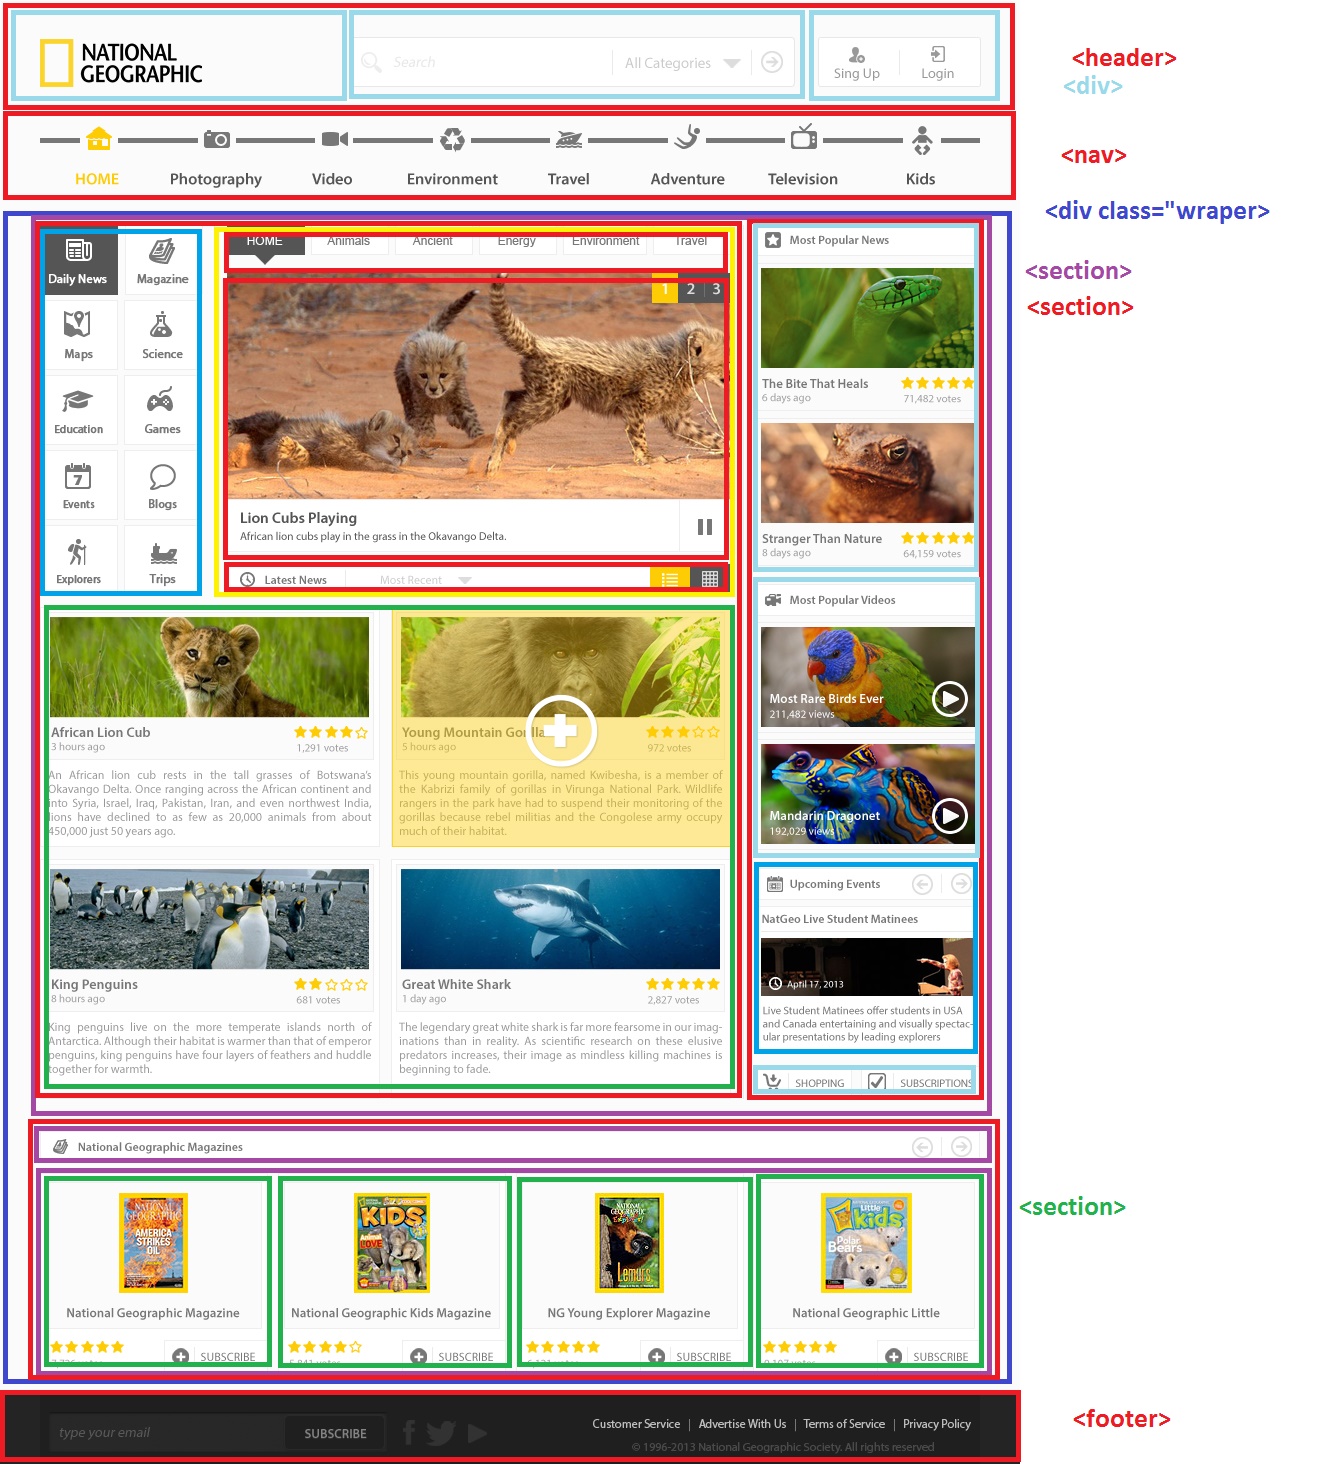 NATIONAL
GEOGRAPHIC
Search
All Categories
Sing Up
Login
<header>
<div>
HOME
Photography
Video
Environment
Travel
Adventure
Television
Kids
<nav>
<div class="wraper>
<section>
<section>
Daily News
Magazine
Maps
Science
Education
Games
7
Events
Blogs
Explorers
Trips
HOME
Animals
Ancient
Energy
Environment
Travel
1 2 3
Lion Cubs Playing
African lion cubs play in the grass in the Okavango Delta.
Latest News
Most Recent
African Lion Cub
3 hours ago
1,291 votes
An African lion cub rests in the tall grasses of Botswana's
Okavango Delta. Once ranging across the African continent and
into Syria, Israel, Iraq, Pakistan, Iran, and even northwest India,
lions have declined to as few as 20,000 animals from about
450,000 just 50 years ago.
Young Mountain Gorilla
5 hours ago
972 votes
This young mountain gorilla, named Kwibesha, is a member of
the Kabrizi family of gorillas in Virunga National Park. Wildlife
rangers in the park have had to suspend their monitoring of the
gorillas because rebel militias and the Congolese army occupy
much of their habitat.
King Penguins
8 hours ago
681 votes
King penguins live on the more temperate islands north of
Antarctica. Although their habitat is warmer than that of emperor
penguins, king penguins have four layers of feathers and huddle
together for warmth.
Great White Shark
1 day ago
2,827 votes
The legendary great white shark is far more fearsome in our imag-
inations than in reality. As scientific research on these elusive
predators increases, their image as mindless killing machines is
beginning to fade.
Most Popular News
The Bite That Heals
6 days ago
71,482 votes
Stranger Than Nature
8 days ago
64,159 votes
Most Popular Videos
Most Rare Birds Ever
211,482 views
Mandarin Dragonet
192,029 views
Upcoming Events
NatGeo Live Student Matinees
April 17, 2013
Live Student Matinees offer students in USA
and Canada entertaining and visually spectac-
ular presentations by leading explorers
SHOPPING
SUBSCRIPTIONS
National Geographic Magazines
<section>
NATIONAL
GEOGRAPHIC
AMERICA
STRIKES
OIL
National Geographic Magazine
SUBSCRIBE
KIDS
LOVE
National Geographic Kids Magazine
SUBSCRIBE
Lemurs
NG Young Explorer Magazine
SUBSCRIBE
Little
kids
Polar
Bears
National Geographic Little
SUBSCRIBE
type your email
SUBSCRIBE
Customer Service | Advertise With Us | Terms of Service | Privacy Policy
© 1996-2013 National Geographic Society. All rights reserved
<footer>